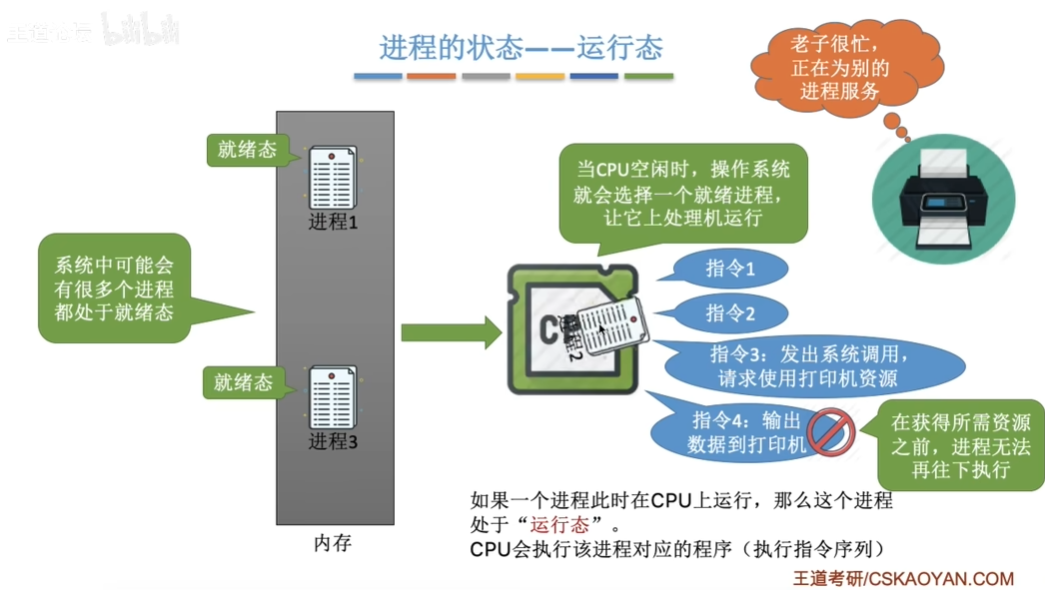 bilibili
进程的状态——运行态
老子很忙，
正在为别的
进程服务
就绪态
进程1
当CPU空闲时，操作系统
就会选择一个就绪进程，
让它上处理机运行
系统中可能会
有很多个进程
都处于就绪态
指令1
指令2
进程2
指令3：发出系统调用，
请求使用打印机资源
就绪态
进程3
指令4：输出
数据到打印机
在获得所需资源
之前，进程无法
再往下执行
如果一个进程此时在CPU上运行，那么这个进程
处于“运行态”。
CPU会执行该进程对应的程序（执行指令序列）
内存
王道考研/CSKAOYAN.COM